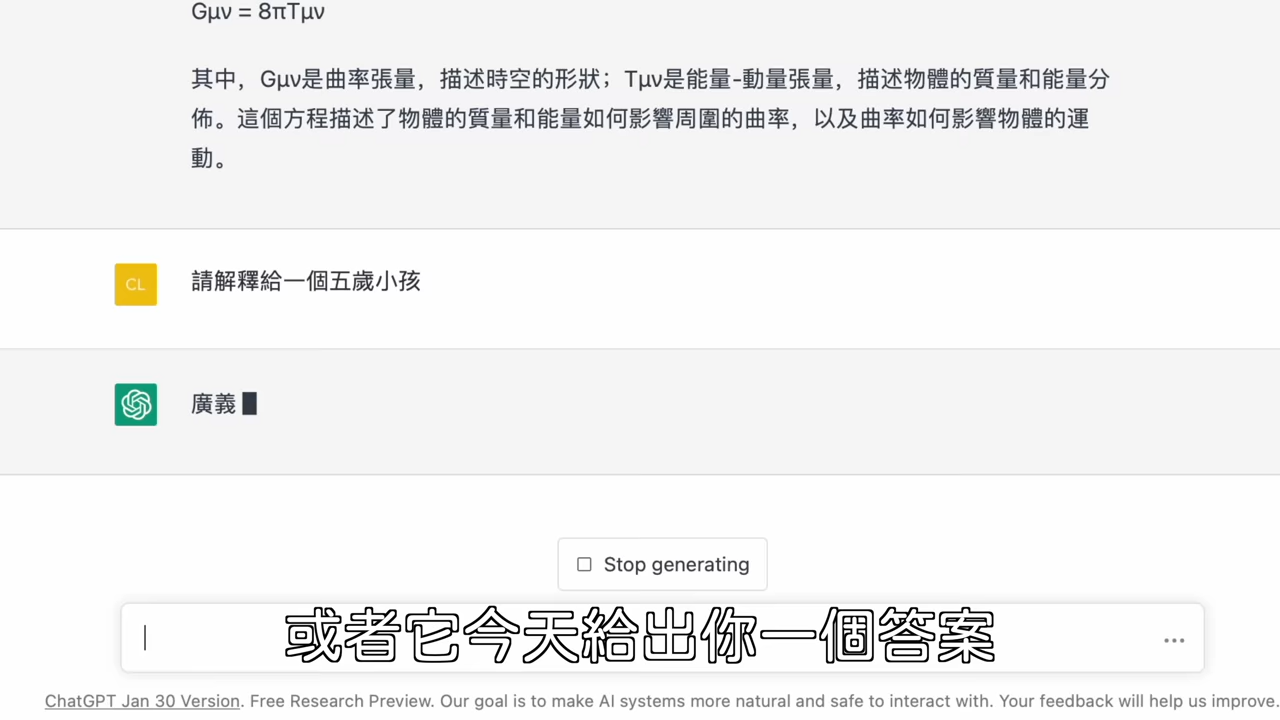 Gμν = 8πTμν
其中，Gμν是曲率張量，描述時空的形狀；Tμν是能量-動量張量，描述物體的質量和能量分
佈。這個方程描述了物體的質量和能量如何影響周圍的曲率，以及曲率如何影響物體的運
動。
CL
請解釋給一個五歲小孩
廣義
Stop generating
或者它今天給出你一個答案
ChatGPT Jan 30 Version. Free Research Preview. Our goal is to make AI systems more natural and safe to interact with. Your feedback will help us improve.